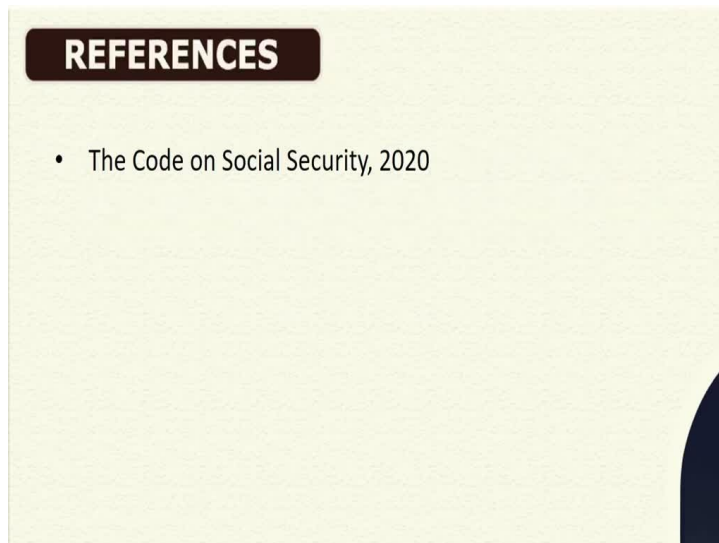 REFERENCES
• The Code on Social Security, 2020